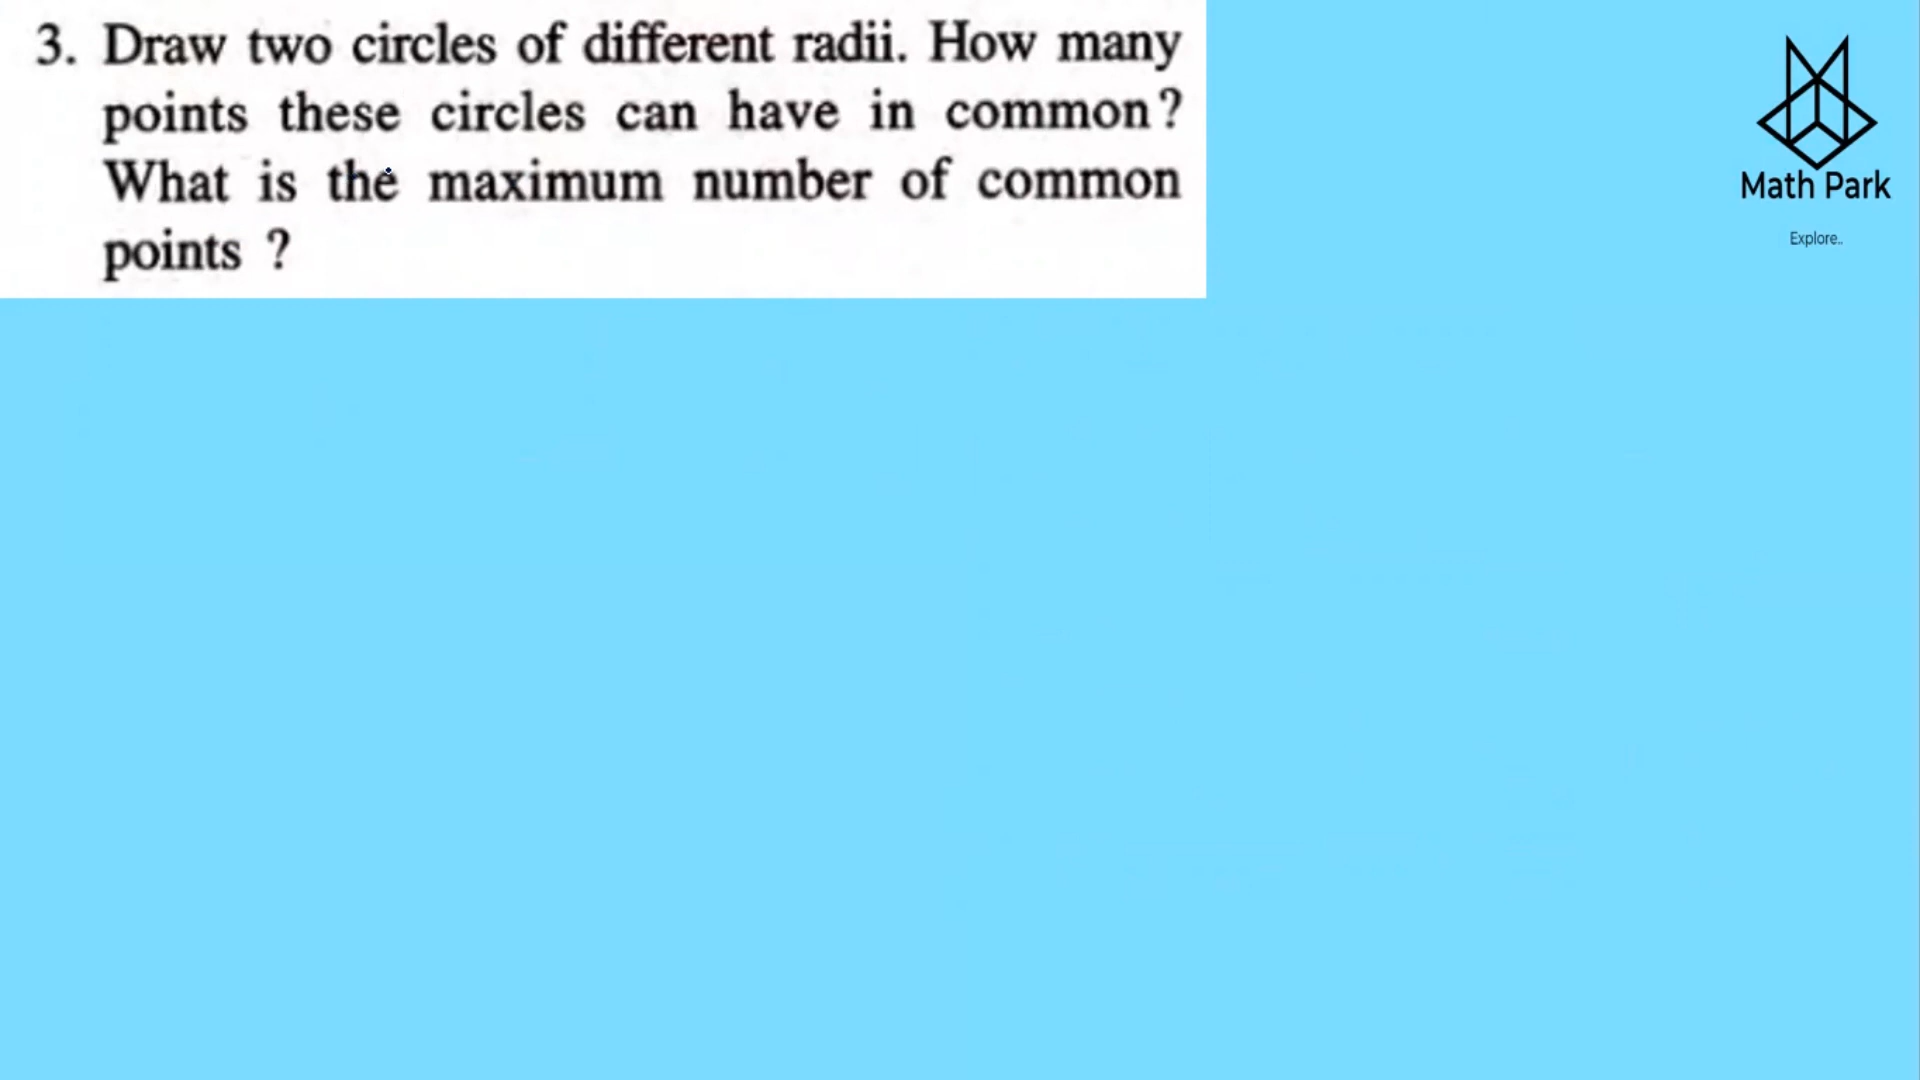 3. Draw two circles of different radii. How many
points these circles can have in common?
What is the maximum number of common
points ?
Math Park
Explore..